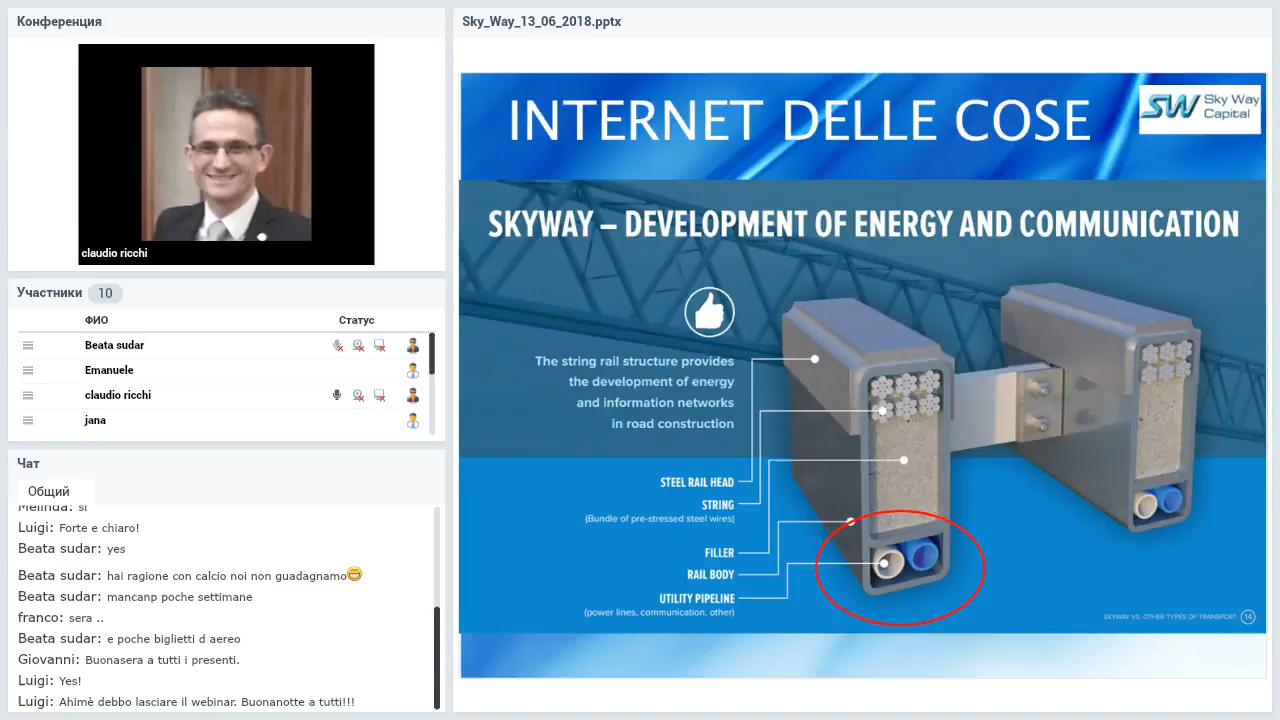 Конференция
claudio ricchi
Участники 10
ФИО Статус
Beata sudar
Emanuele
claudio ricchi
jana
Чат
Общий
Melinda: si
Luigi: Forte e chiaro!
Beata sudar: yes
Beata sudar: hai ragione con calcio noi non guadagnamo
Beata sudar: mancanp poche settimane
franco: sera ..
Beata sudar: e poche biglietti d aereo
Giovanni: Buonasera a tutti i presenti.
Luigi: Yes!
Luigi: Ahimè debbo lasciare il webinar. Buonanotte a tutti!!!
Sky_Way_13_06_2018.pptx
INTERNET DELLE COSE
SW Sky Way
Capital
SKYWAY – DEVELOPMENT OF ENERGY AND COMMUNICATION
The string rail structure provides
the development of energy
and information networks
in road construction
STEEL RAIL HEAD
STRING
(Bundle of pre-stressed steel wires)
FILLER
RAIL BODY
UTILITY PIPELINE
(power lines, communication, other)
SKYWAY VS. OTHER TYPES OF TRANSPORT 14